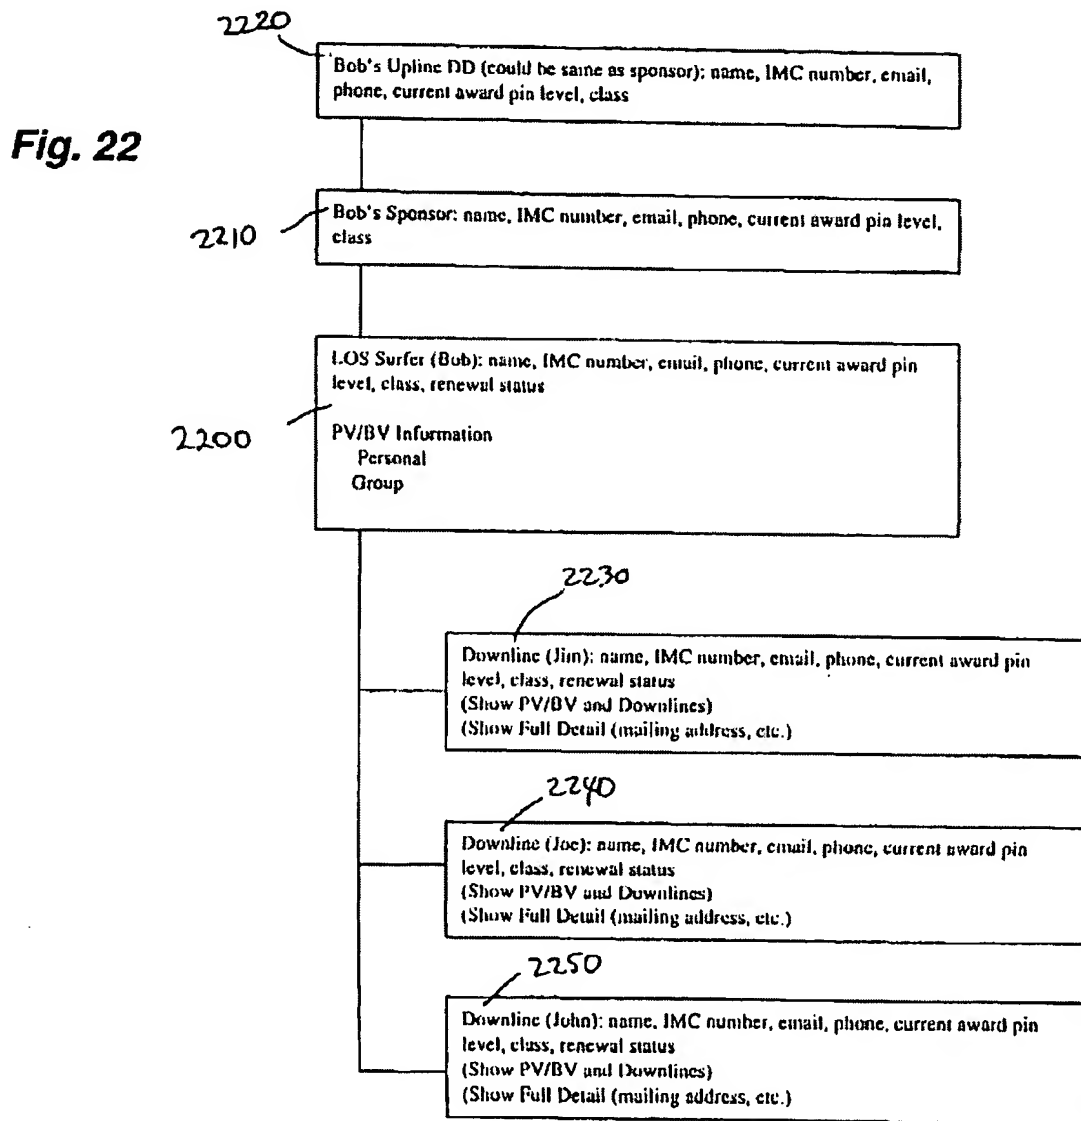 2220
Bob's Upline DD (could be same as sponsor): name, IMC number, email,
phone, current award pin level, class
Fig. 22
Bob's Sponsor: name, IMC number, email, phone, current award pin level,
class
2210
LOS Surfer (Bob): name, IMC number, email, phone, current award pin
level, class, renewal status
2200
PV/BV Information
Personal
Group
2230
Downline (Jim): name, IMC number, email, phone, current award pin
level, class, renewal status
(Show PV/BV and Downlines)
(Show Full Detail (mailing address, etc.)
2240
Downline (Joe): name, IMC number, email, phone, current award pin
level, class, renewal status
(Show PV/BV and Downlines)
(Show Full Detail (mailing address, etc.)
2250
Downline (John): name, IMC number, email, phone, current award pin
level, class, renewal status
(Show PV/BV and Downlines)
(Show Full Detail (mailing address, etc.)